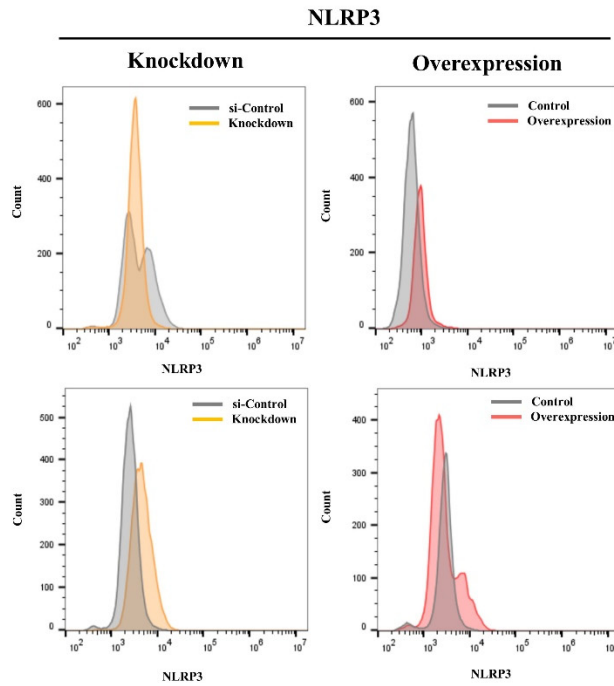 NLRP3
Knockdown
Overexpression
si-Control
Knockdown
Count
600
400
200
0
10² 10³ 10⁴ 10⁵ 10⁶ 10⁷
NLRP3
Control
Overexpression
Count
600
400
200
0
10² 10³ 10⁴ 10⁵ 10⁶ 10⁷
NLRP3
si-Control
Knockdown
Count
500
400
300
200
100
0
10² 10³ 10⁴ 10⁵ 10⁶ 10⁷
NLRP3
Control
Overexpression
Count
400
300
200
100
0
10² 10³ 10⁴ 10⁵ 10⁶ 10⁷
NLRP3